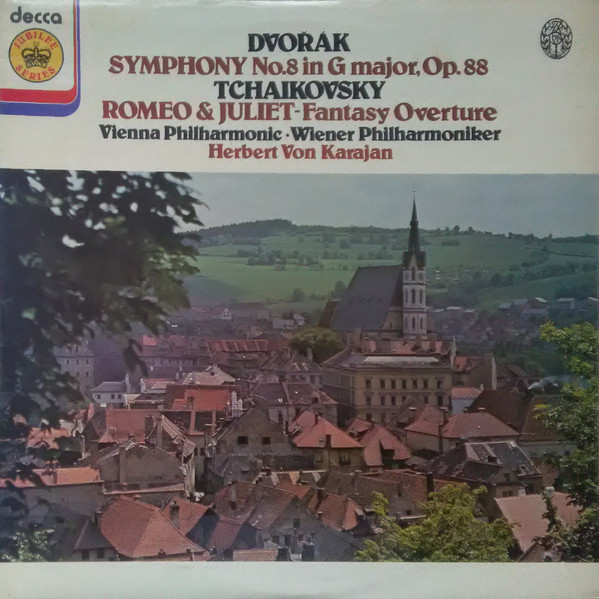 decca
JUBILEE
SERIES
DVOŘÁK
SYMPHONY No.8 in G major, Op. 88
TCHAIKOVSKY
ROMEO & JULIET-Fantasy Overture
Vienna Philharmonic · Wiener Philharmoniker
Herbert Von Karajan